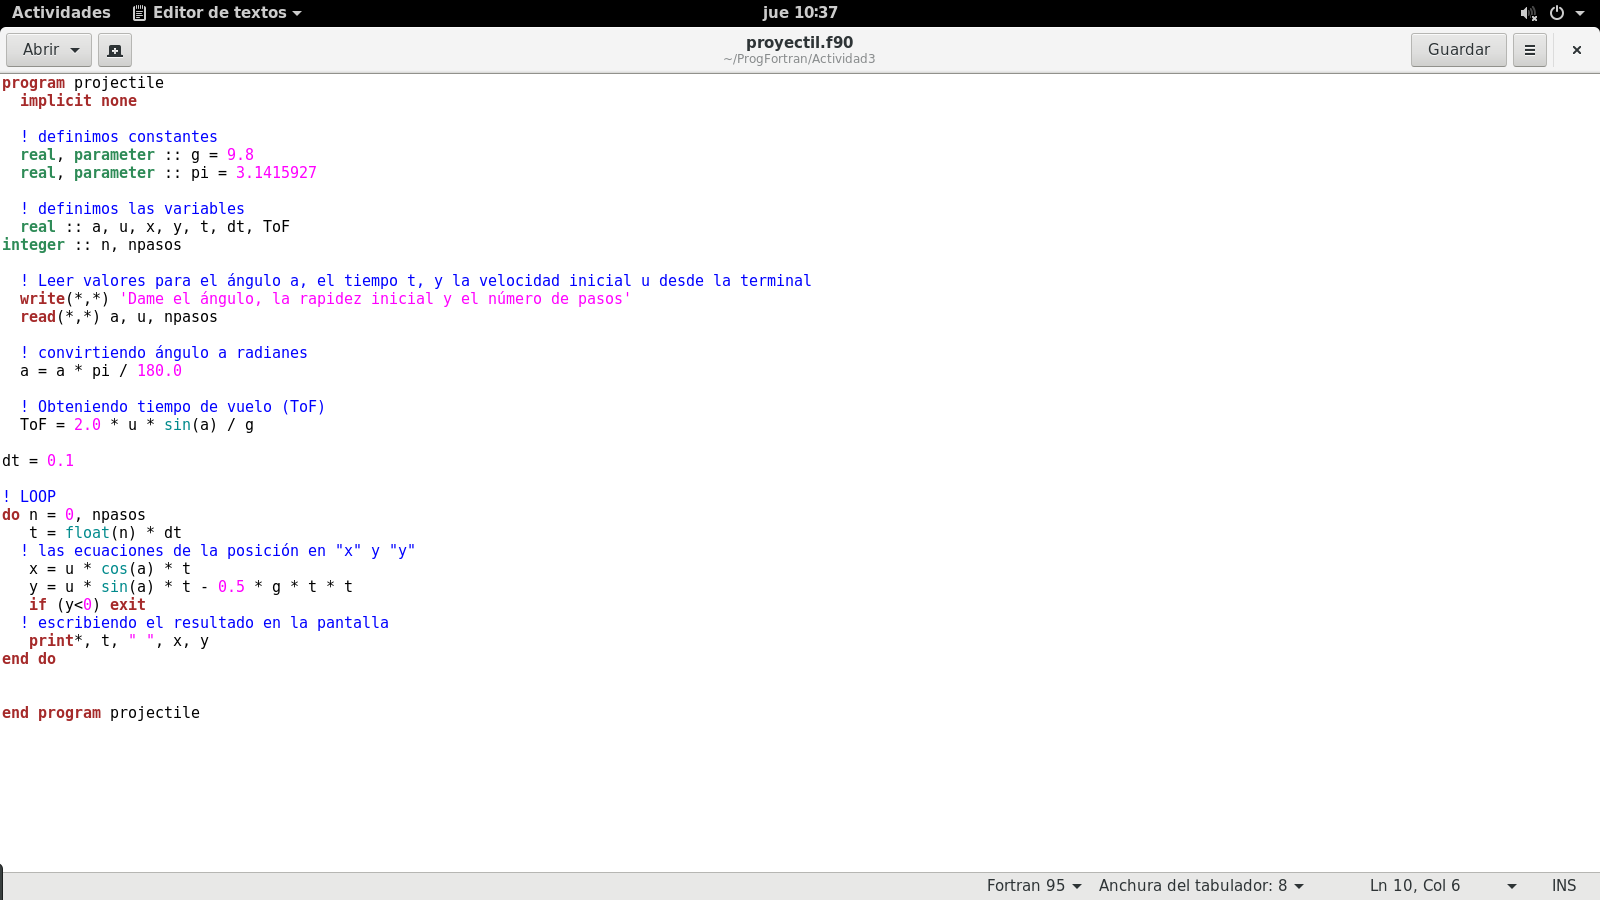 Actividades Editor de textos jue 10:37
Abrir proyectil.f90 Guardar
~/ProgFortran/Actividad3
program projectile
  implicit none

  ! definimos constantes
  real, parameter :: g = 9.8
  real, parameter :: pi = 3.1415927

  ! definimos las variables
  real :: a, u, x, y, t, dt, ToF
integer :: n, npasos

  ! Leer valores para el ángulo a, el tiempo t, y la velocidad inicial u desde la terminal
  write(*,*) 'Dame el ángulo, la rapidez inicial y el número de pasos'
  read(*,*) a, u, npasos

  ! convirtiendo ángulo a radianes
  a = a * pi / 180.0

  ! Obteniendo tiempo de vuelo (ToF)
  ToF = 2.0 * u * sin(a) / g

dt = 0.1

! LOOP
do n = 0, npasos
   t = float(n) * dt
  ! las ecuaciones de la posición en "x" y "y"
   x = u * cos(a) * t
   y = u * sin(a) * t - 0.5 * g * t * t
   if (y<0) exit
  ! escribiendo el resultado en la pantalla
   print*, t, " ", x, y
end do


end program projectile
Fortran 95 Anchura del tabulador: 8 Ln 10, Col 6 INS